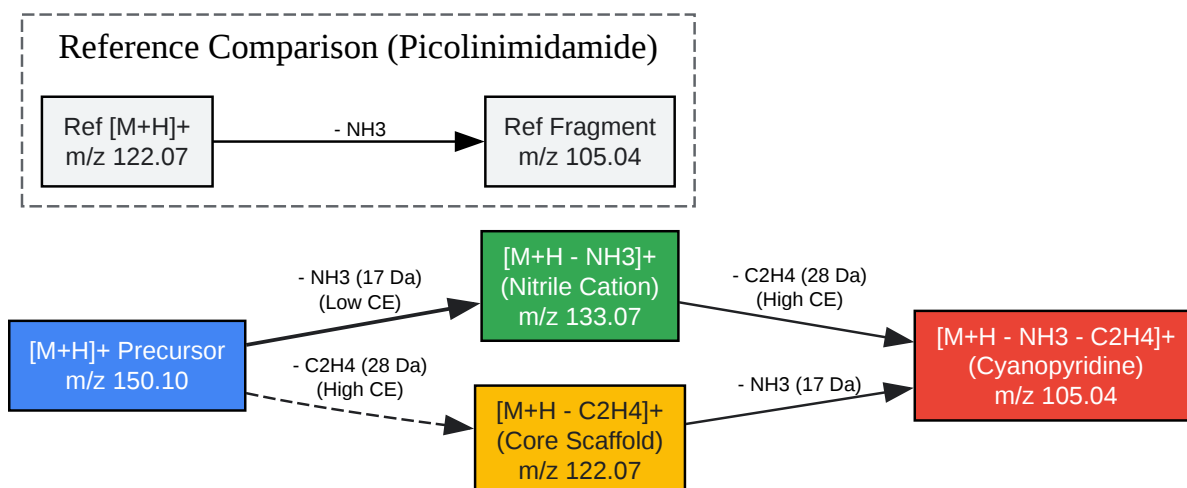 Reference Comparison (Picolinimidamide)
Ref [M+H]+
m/z 122.07
- NH3
Ref Fragment
m/z 105.04
[M+H]+ Precursor
m/z 150.10
- NH3 (17 Da)
(Low CE)
- C2H4 (28 Da)
(High CE)
[M+H - NH3]+
(Nitrile Cation)
m/z 133.07
[M+H - C2H4]+
(Core Scaffold)
m/z 122.07
- C2H4 (28 Da)
(High CE)
- NH3 (17 Da)
[M+H - NH3 - C2H4]+
(Cyanopyridine)
m/z 105.04